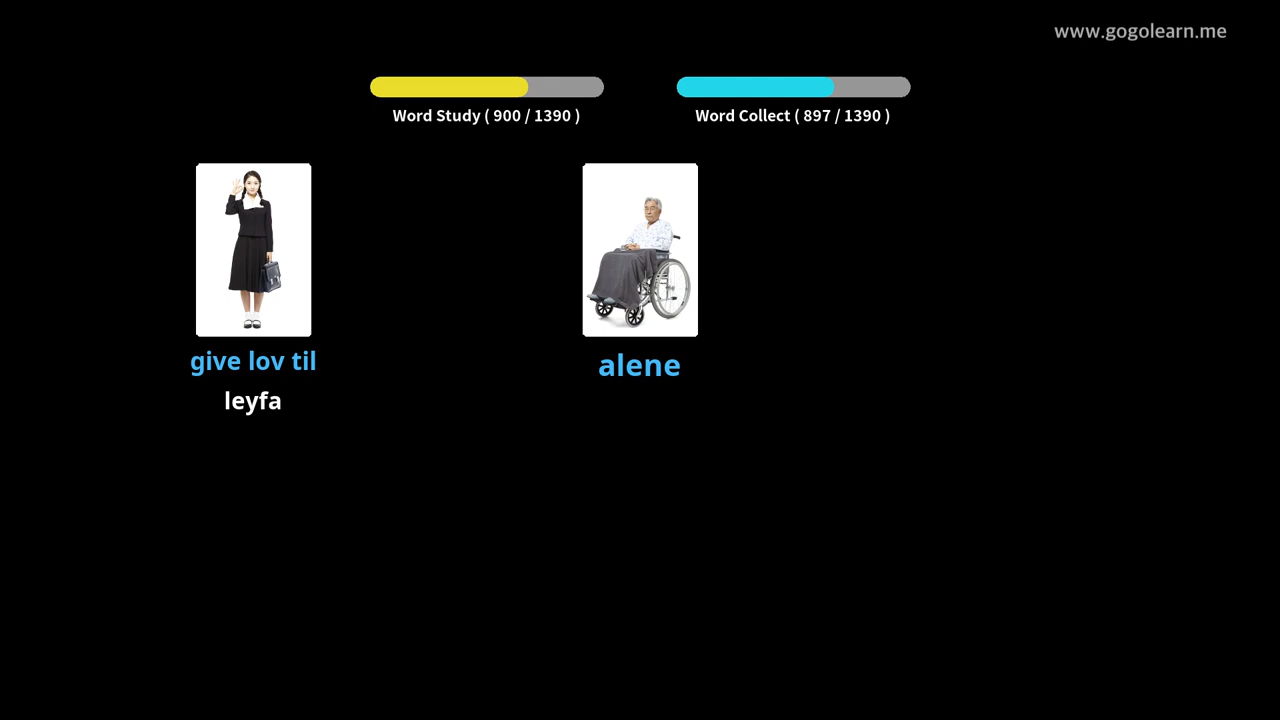 www.gogolearn.me
Word Study ( 900 / 1390 )
Word Collect ( 897 / 1390 )
give lov til
leyfa
alene